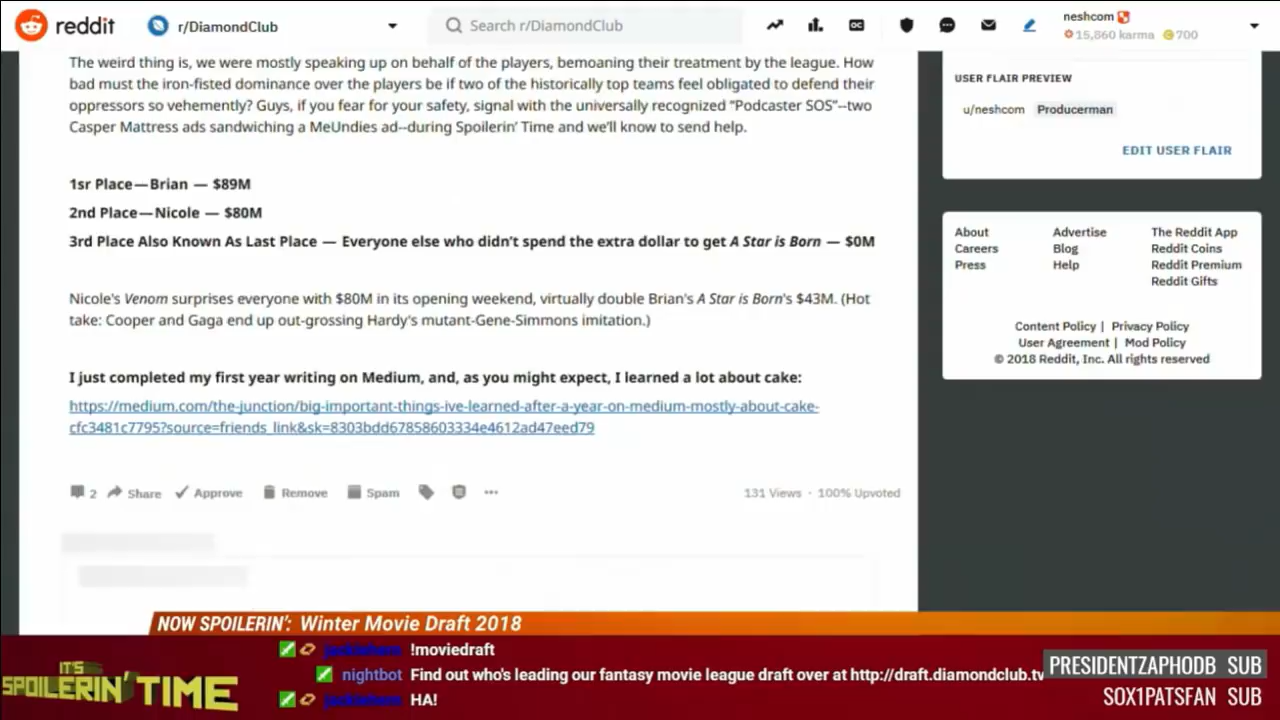 reddit
r/DiamondClub
Search r/DiamondClub
neshcom
15,860 karma 700
The weird thing is, we were mostly speaking up on behalf of the players, bemoaning their treatment by the league. How
bad must the iron-fisted dominance over the players be if two of the historically top teams feel obligated to defend their
oppressors so vehemently? Guys, if you fear for your safety, signal with the universally recognized "Podcaster SOS"--two
Casper Mattress ads sandwiching a MeUndies ad--during Spoilerin' Time and we'll know to send help.
1sr Place—Brian — $89M
2nd Place—Nicole — $80M
3rd Place Also Known As Last Place — Everyone else who didn't spend the extra dollar to get A Star is Born — $0M
Nicole's Venom surprises everyone with $80M in its opening weekend, virtually double Brian's A Star is Born's $43M. (Hot
take: Cooper and Gaga end up out-grossing Hardy's mutant-Gene-Simmons imitation.)
I just completed my first year writing on Medium, and, as you might expect, I learned a lot about cake:
https://medium.com/the-junction/big-important-things-ive-learned-after-a-year-on-medium-mostly-about-cake-
cfc3481c7795?source=friends_link&sk=8303bdd67858603334e4612ad47eed79
2 Share Approve Remove Spam
131 Views · 100% Upvoted
USER FLAIR PREVIEW
u/neshcom Producerman
EDIT USER FLAIR
About Advertise The Reddit App
Careers Blog Reddit Coins
Press Help Reddit Premium
Reddit Gifts
Content Policy | Privacy Policy
User Agreement | Mod Policy
© 2018 Reddit, Inc. All rights reserved
NOW SPOILERIN': Winter Movie Draft 2018
IT'S
SPOILERIN' TIME
!moviedraft
nightbot Find out who's leading our fantasy movie league draft over at http://draft.diamondclub.tv
HA!
PRESIDENTZAPHODB SUB
SOX1PATSFAN SUB